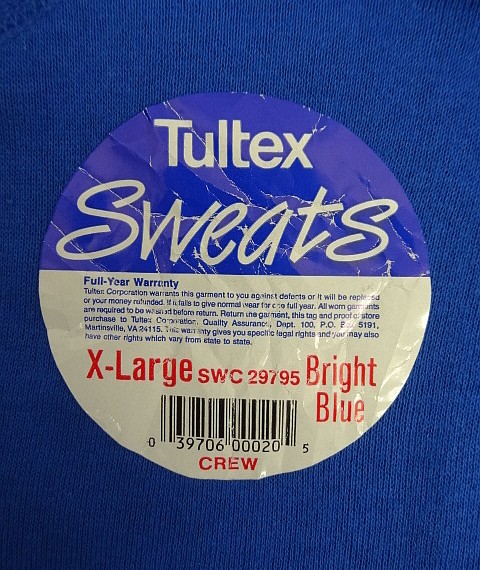 Tultex
Sweats
Full-Year Warranty
Tultex Corporation warrants this garment to you against defects or it will be replaced
or your money refunded. If it fails to give normal wear for one full year. All worn garments
are required to be washed before return. Return the garment, this tag and proof of store
purchase to Tultex Corporation, Quality Assurance, Dept. 100, P.O. Box 5191,
Martinsville, VA 24115. This warranty gives you specific legal rights and you may also
have other rights which vary from state to state.
X-Large SWC 29795 Bright
Blue
0 39706 00020 5
CREW